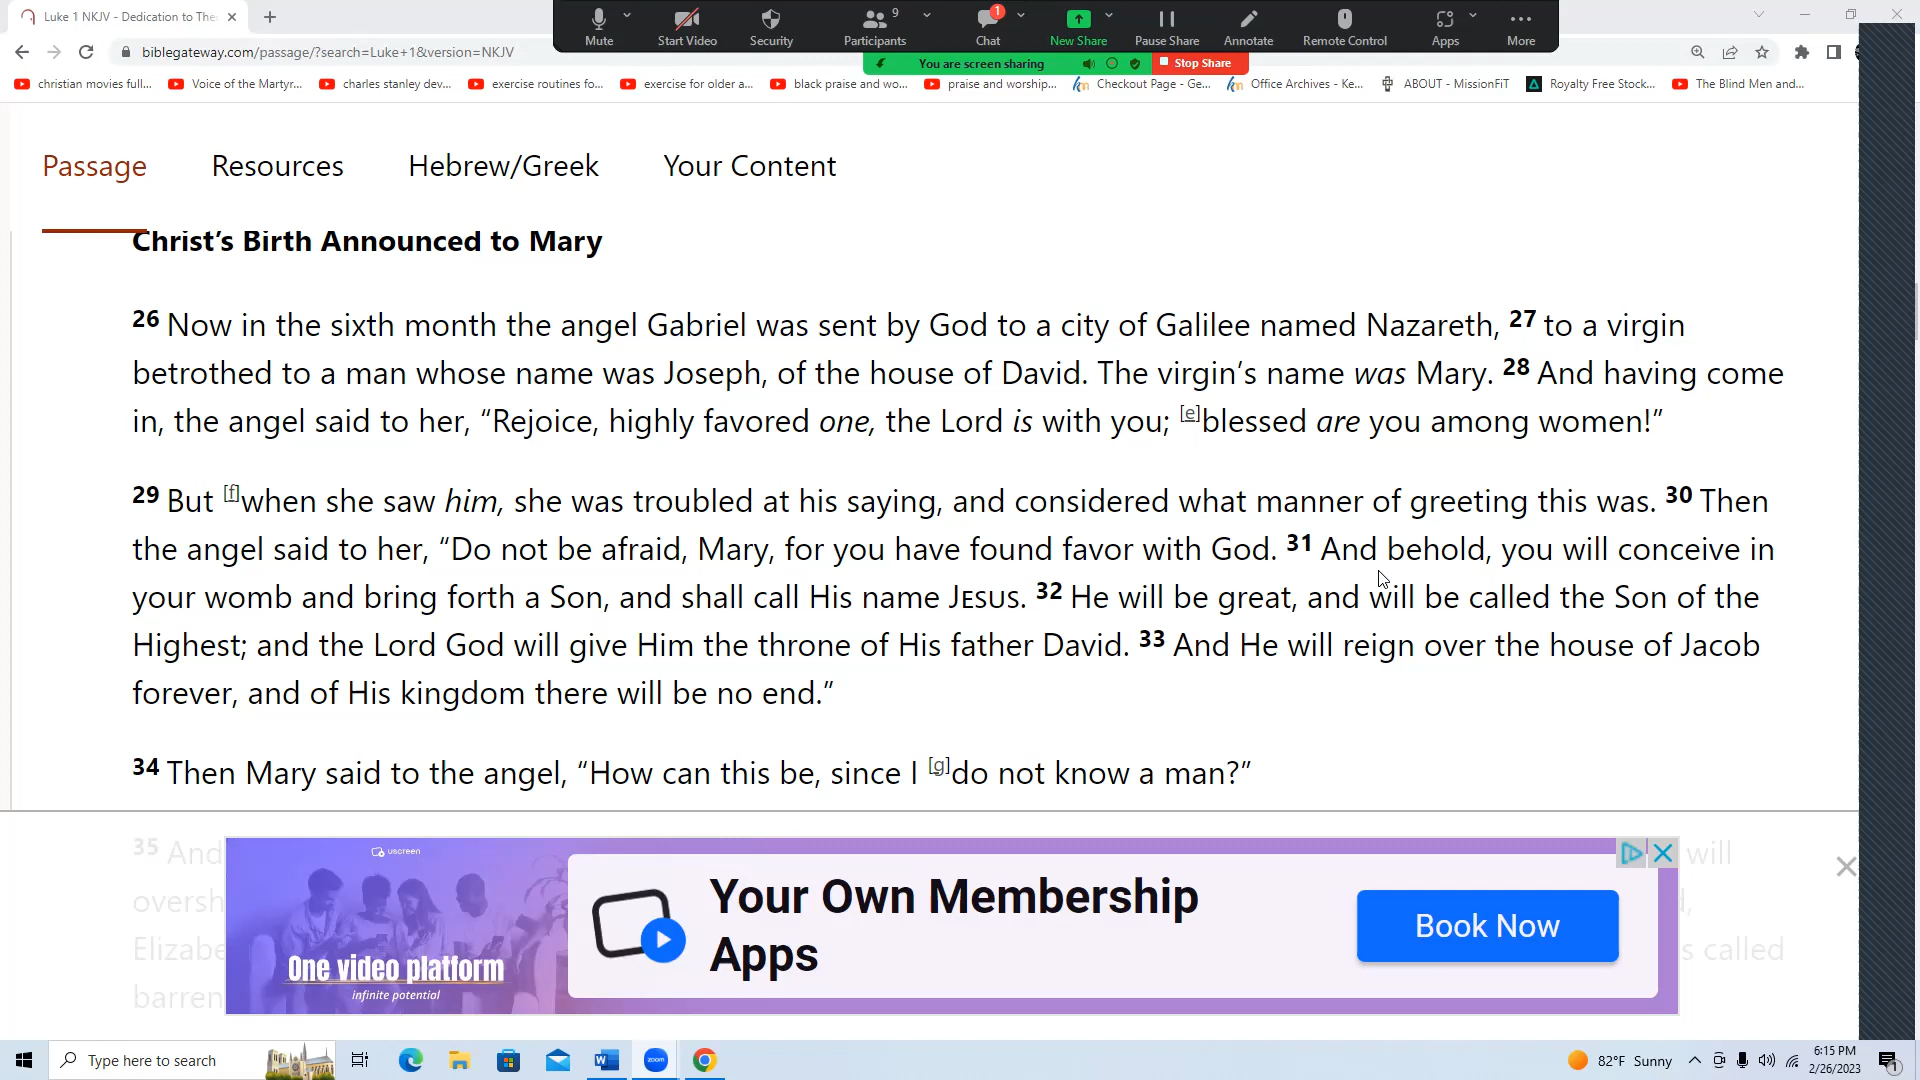 Luke 1 NKJV - Dedication to The
Mute
Start Video
Security
Participants
9
Chat
1
New Share
Pause Share
Annotate
Remote Control
Apps
More
biblegateway.com/passage/?search=Luke+1&version=NKJV
You are screen sharing
Stop Share
christian movies full...
Voice of the Martyr...
charles stanley dev...
exercise routines fo...
exercise for older a...
black praise and wo...
praise and worship...
Checkout Page - Ge...
Office Archives - Ke...
ABOUT - MissionFiT
Royalty Free Stock...
The Blind Men and...
Passage
Resources
Hebrew/Greek
Your Content
Christ’s Birth Announced to Mary
26 Now in the sixth month the angel Gabriel was sent by God to a city of Galilee named Nazareth, 27 to a virgin
betrothed to a man whose name was Joseph, of the house of David. The virgin’s name was Mary. 28 And having come
in, the angel said to her, “Rejoice, highly favored one, the Lord is with you; [e]blessed are you among women!”
29 But [f]when she saw him, she was troubled at his saying, and considered what manner of greeting this was. 30 Then
the angel said to her, “Do not be afraid, Mary, for you have found favor with God. 31 And behold, you will conceive in
your womb and bring forth a Son, and shall call His name JESUS. 32 He will be great, and will be called the Son of the
Highest; and the Lord God will give Him the throne of His father David. 33 And He will reign over the house of Jacob
forever, and of His kingdom there will be no end.”
34 Then Mary said to the angel, “How can this be, since I [g]do not know a man?”
35 And
will
oversh
Elizabe
s called
barren
uscreen
One video platform
infinite potential
Your Own Membership
Apps
Book Now
Type here to search
zoom
82°F Sunny
6:15 PM
2/26/2023
1